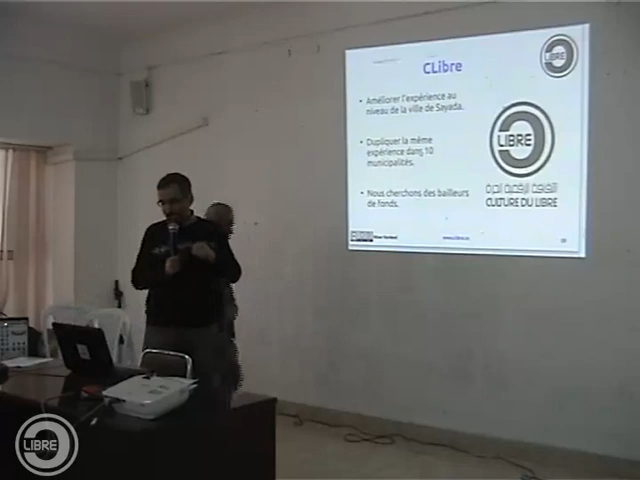 CLibre
LIBRE
• Améliorer l'expérience au
niveau de la ville de Sayada.
• Dupliquer la même
expérience dans 10
municipalités.
• Nous cherchons des bailleurs
de fonds.
LIBRE
الثقافة الرقمية الحرة
CULTURE DU LIBRE
LIBRE